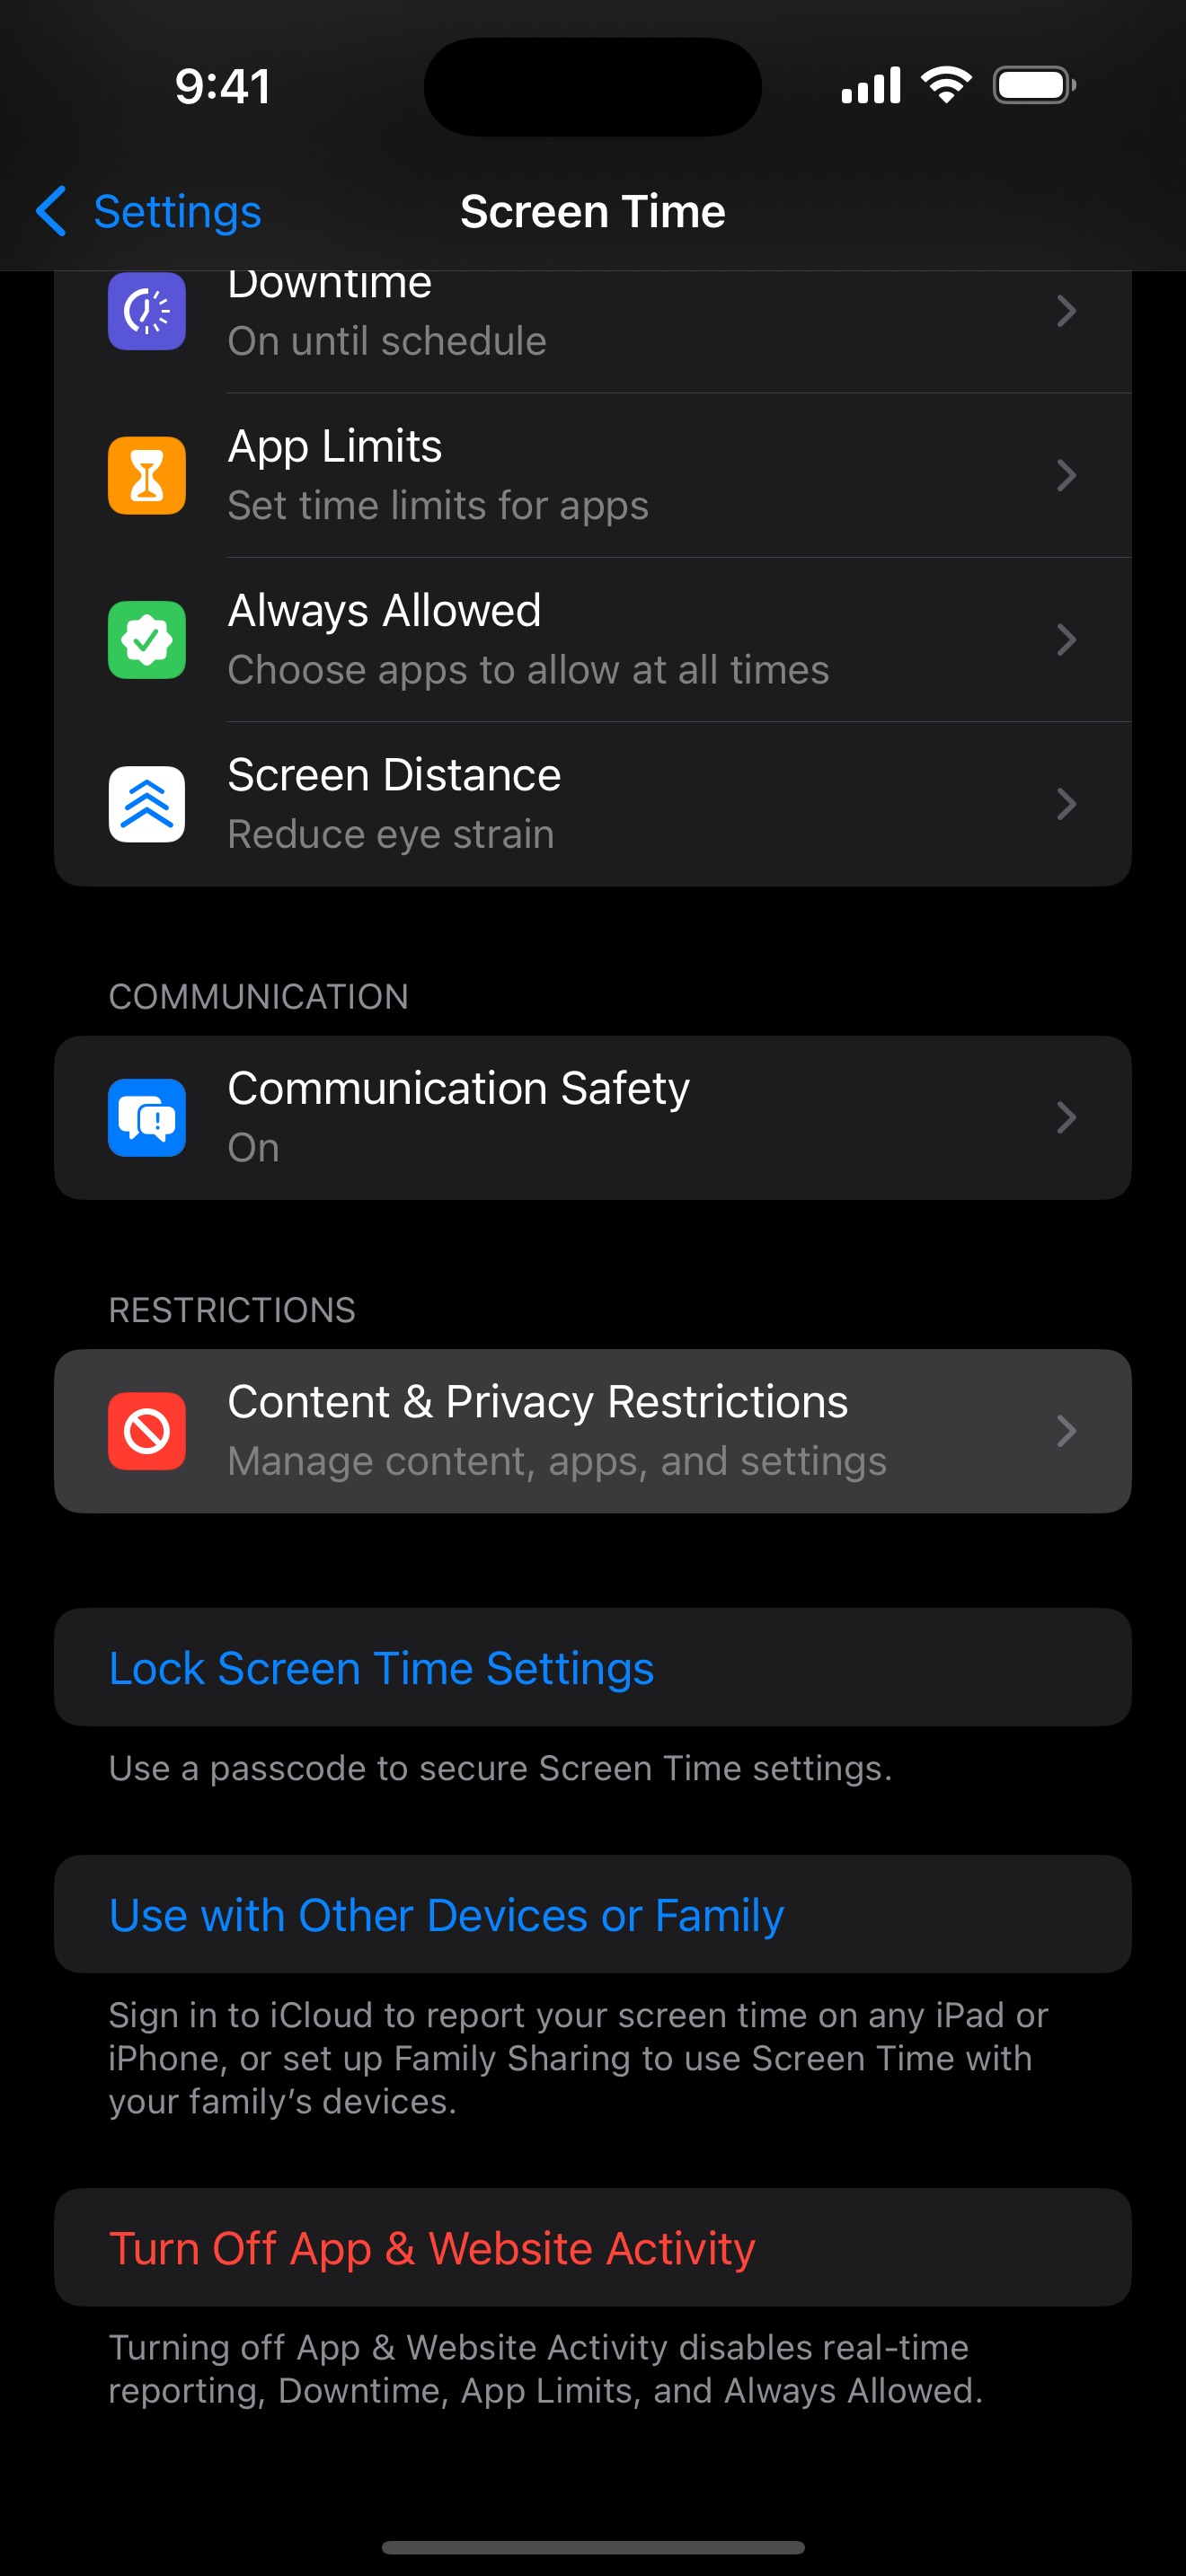 9:41
Settings
Screen Time
Downtime
On until schedule
App Limits
Set time limits for apps
Always Allowed
Choose apps to allow at all times
Screen Distance
Reduce eye strain
COMMUNICATION
Communication Safety
On
RESTRICTIONS
Content & Privacy Restrictions
Manage content, apps, and settings
Lock Screen Time Settings
Use a passcode to secure Screen Time settings.
Use with Other Devices or Family
Sign in to iCloud to report your screen time on any iPad or
iPhone, or set up Family Sharing to use Screen Time with
your family’s devices.
Turn Off App & Website Activity
Turning off App & Website Activity disables real-time
reporting, Downtime, App Limits, and Always Allowed.